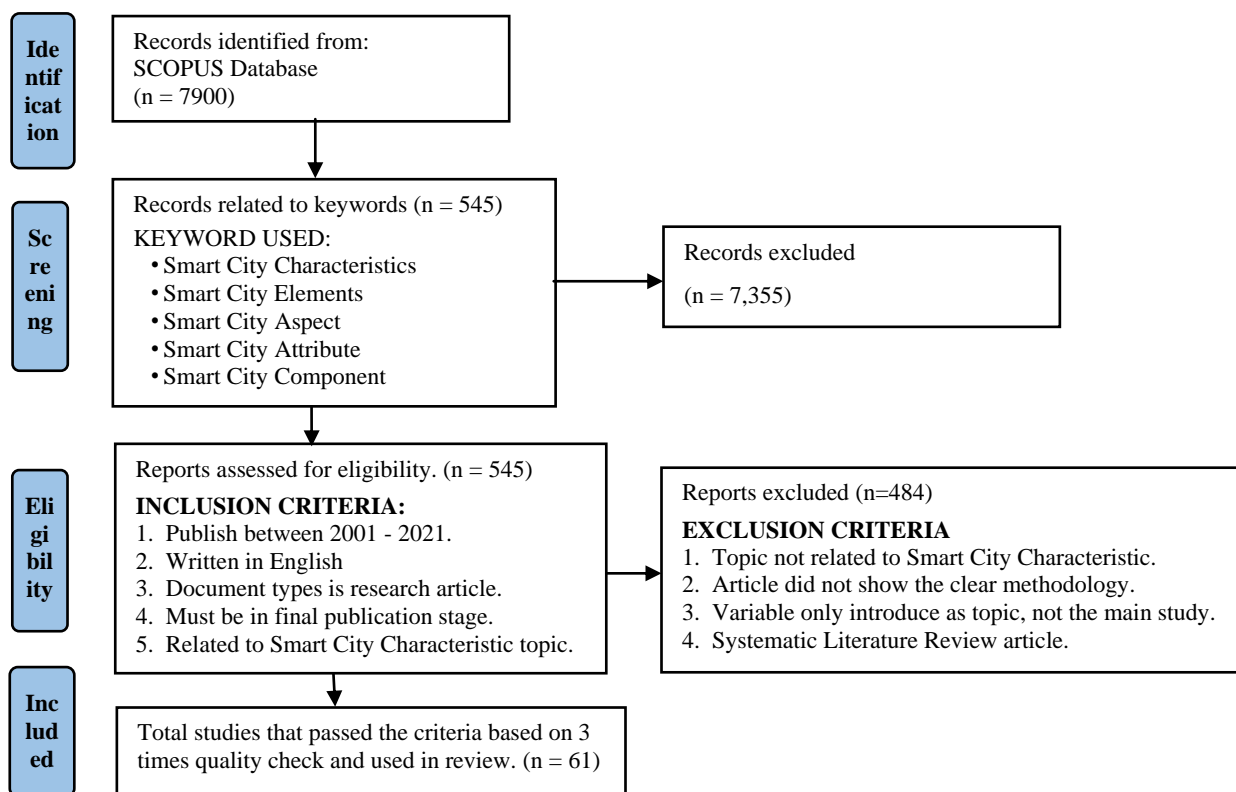 Ide
ntif
icat
ion
Records identified from:
SCOPUS Database
(n = 7900)
Sc
re
eni
ng
Records related to keywords (n = 545)
KEYWORD USED:
• Smart City Characteristics
• Smart City Elements
• Smart City Aspect
• Smart City Attribute
• Smart City Component
Records excluded
(n = 7,355)
Eli
gi
bil
ity
Reports assessed for eligibility. (n = 545)
INCLUSION CRITERIA:
1. Publish between 2001 - 2021.
2. Written in English
3. Document types is research article.
4. Must be in final publication stage.
5. Related to Smart City Characteristic topic.
Reports excluded (n=484)
EXCLUSION CRITERIA
1. Topic not related to Smart City Characteristic.
2. Article did not show the clear methodology.
3. Variable only introduce as topic, not the main study.
4. Systematic Literature Review article.
Inc
lud
ed
Total studies that passed the criteria based on 3
times quality check and used in review. (n = 61)